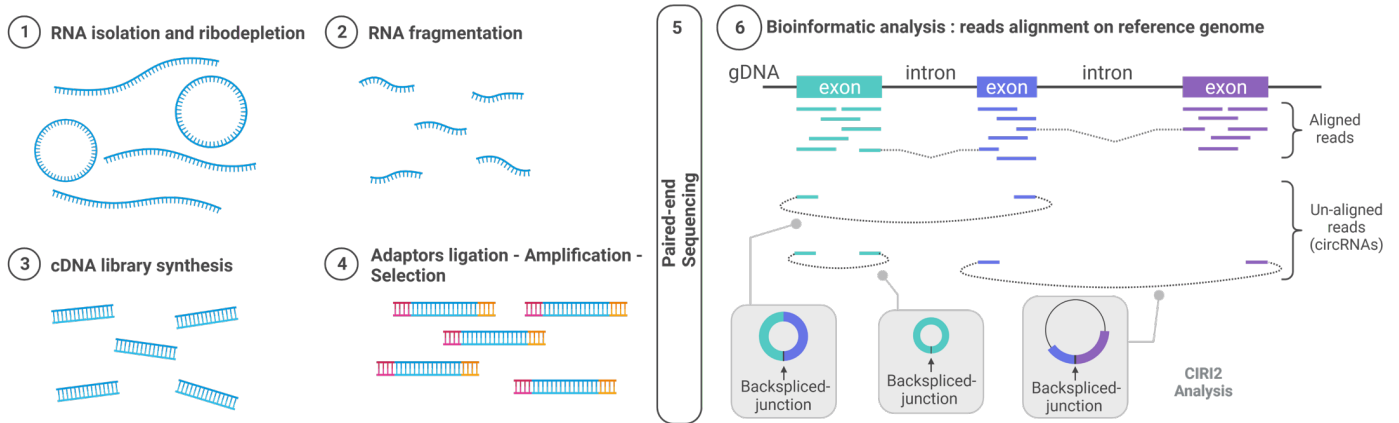 1 RNA isolation and ribodepletion
2 RNA fragmentation
3 cDNA library synthesis
4 Adaptors ligation - Amplification -
Selection
5
Paired-end
Sequencing
6 Bioinformatic analysis : reads alignment on reference genome
gDNA
exon
intron
exon
intron
exon
Aligned
reads
Un-aligned
reads
(circRNAs)
Backspliced-
junction
Backspliced-
junction
Backspliced-
junction
CIRI2
Analysis